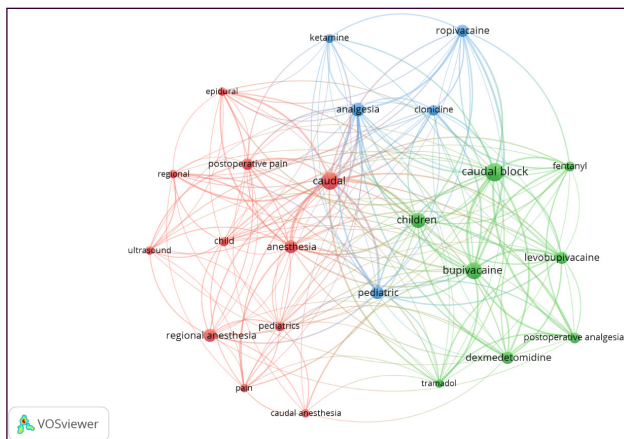 ketamine
ropivacaine
epidural
analgesia
clonidine
postoperative pain
caudal block
fentanyl
regional
caudal
children
ultrasound
child
anesthesia
levobupivacaine
bupivacaine
pediatric
pediatrics
regional anesthesia
postoperative analgesia
dexmedetomidine
tramadol
pain
caudal anesthesia
VOSviewer